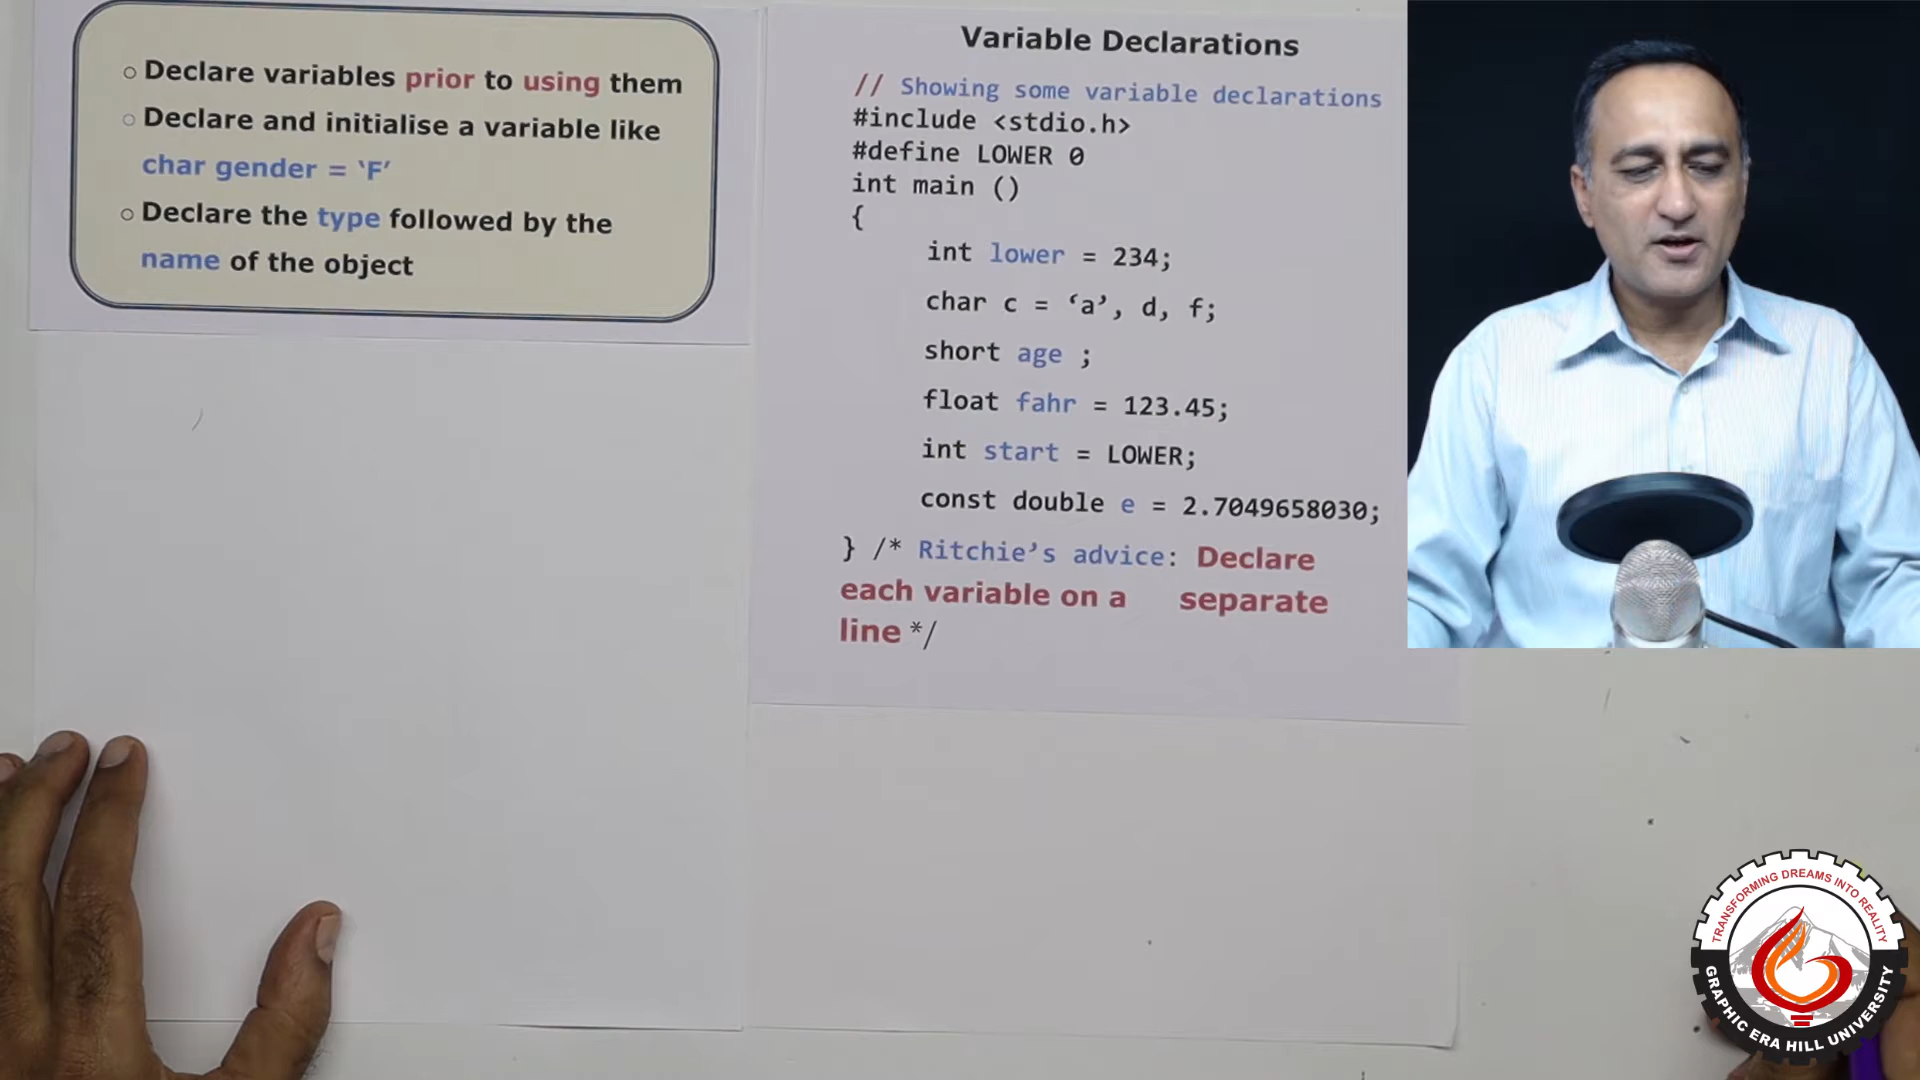 ○ Declare variables prior to using them
○ Declare and initialise a variable like
char gender = ‘F’
○ Declare the type followed by the
name of the object
Variable Declarations
// Showing some variable declarations
#include <stdio.h>
#define LOWER 0
int main ()
{
int lower = 234;
char c = ‘a’, d, f;
short age ;
float fahr = 123.45;
int start = LOWER;
const double e = 2.7049658030;
} /* Ritchie’s advice: Declare
each variable on a separate
line */
TRANSFORMING DREAMS INTO REALITY
GRAPHIC ERA HILL UNIVERSITY